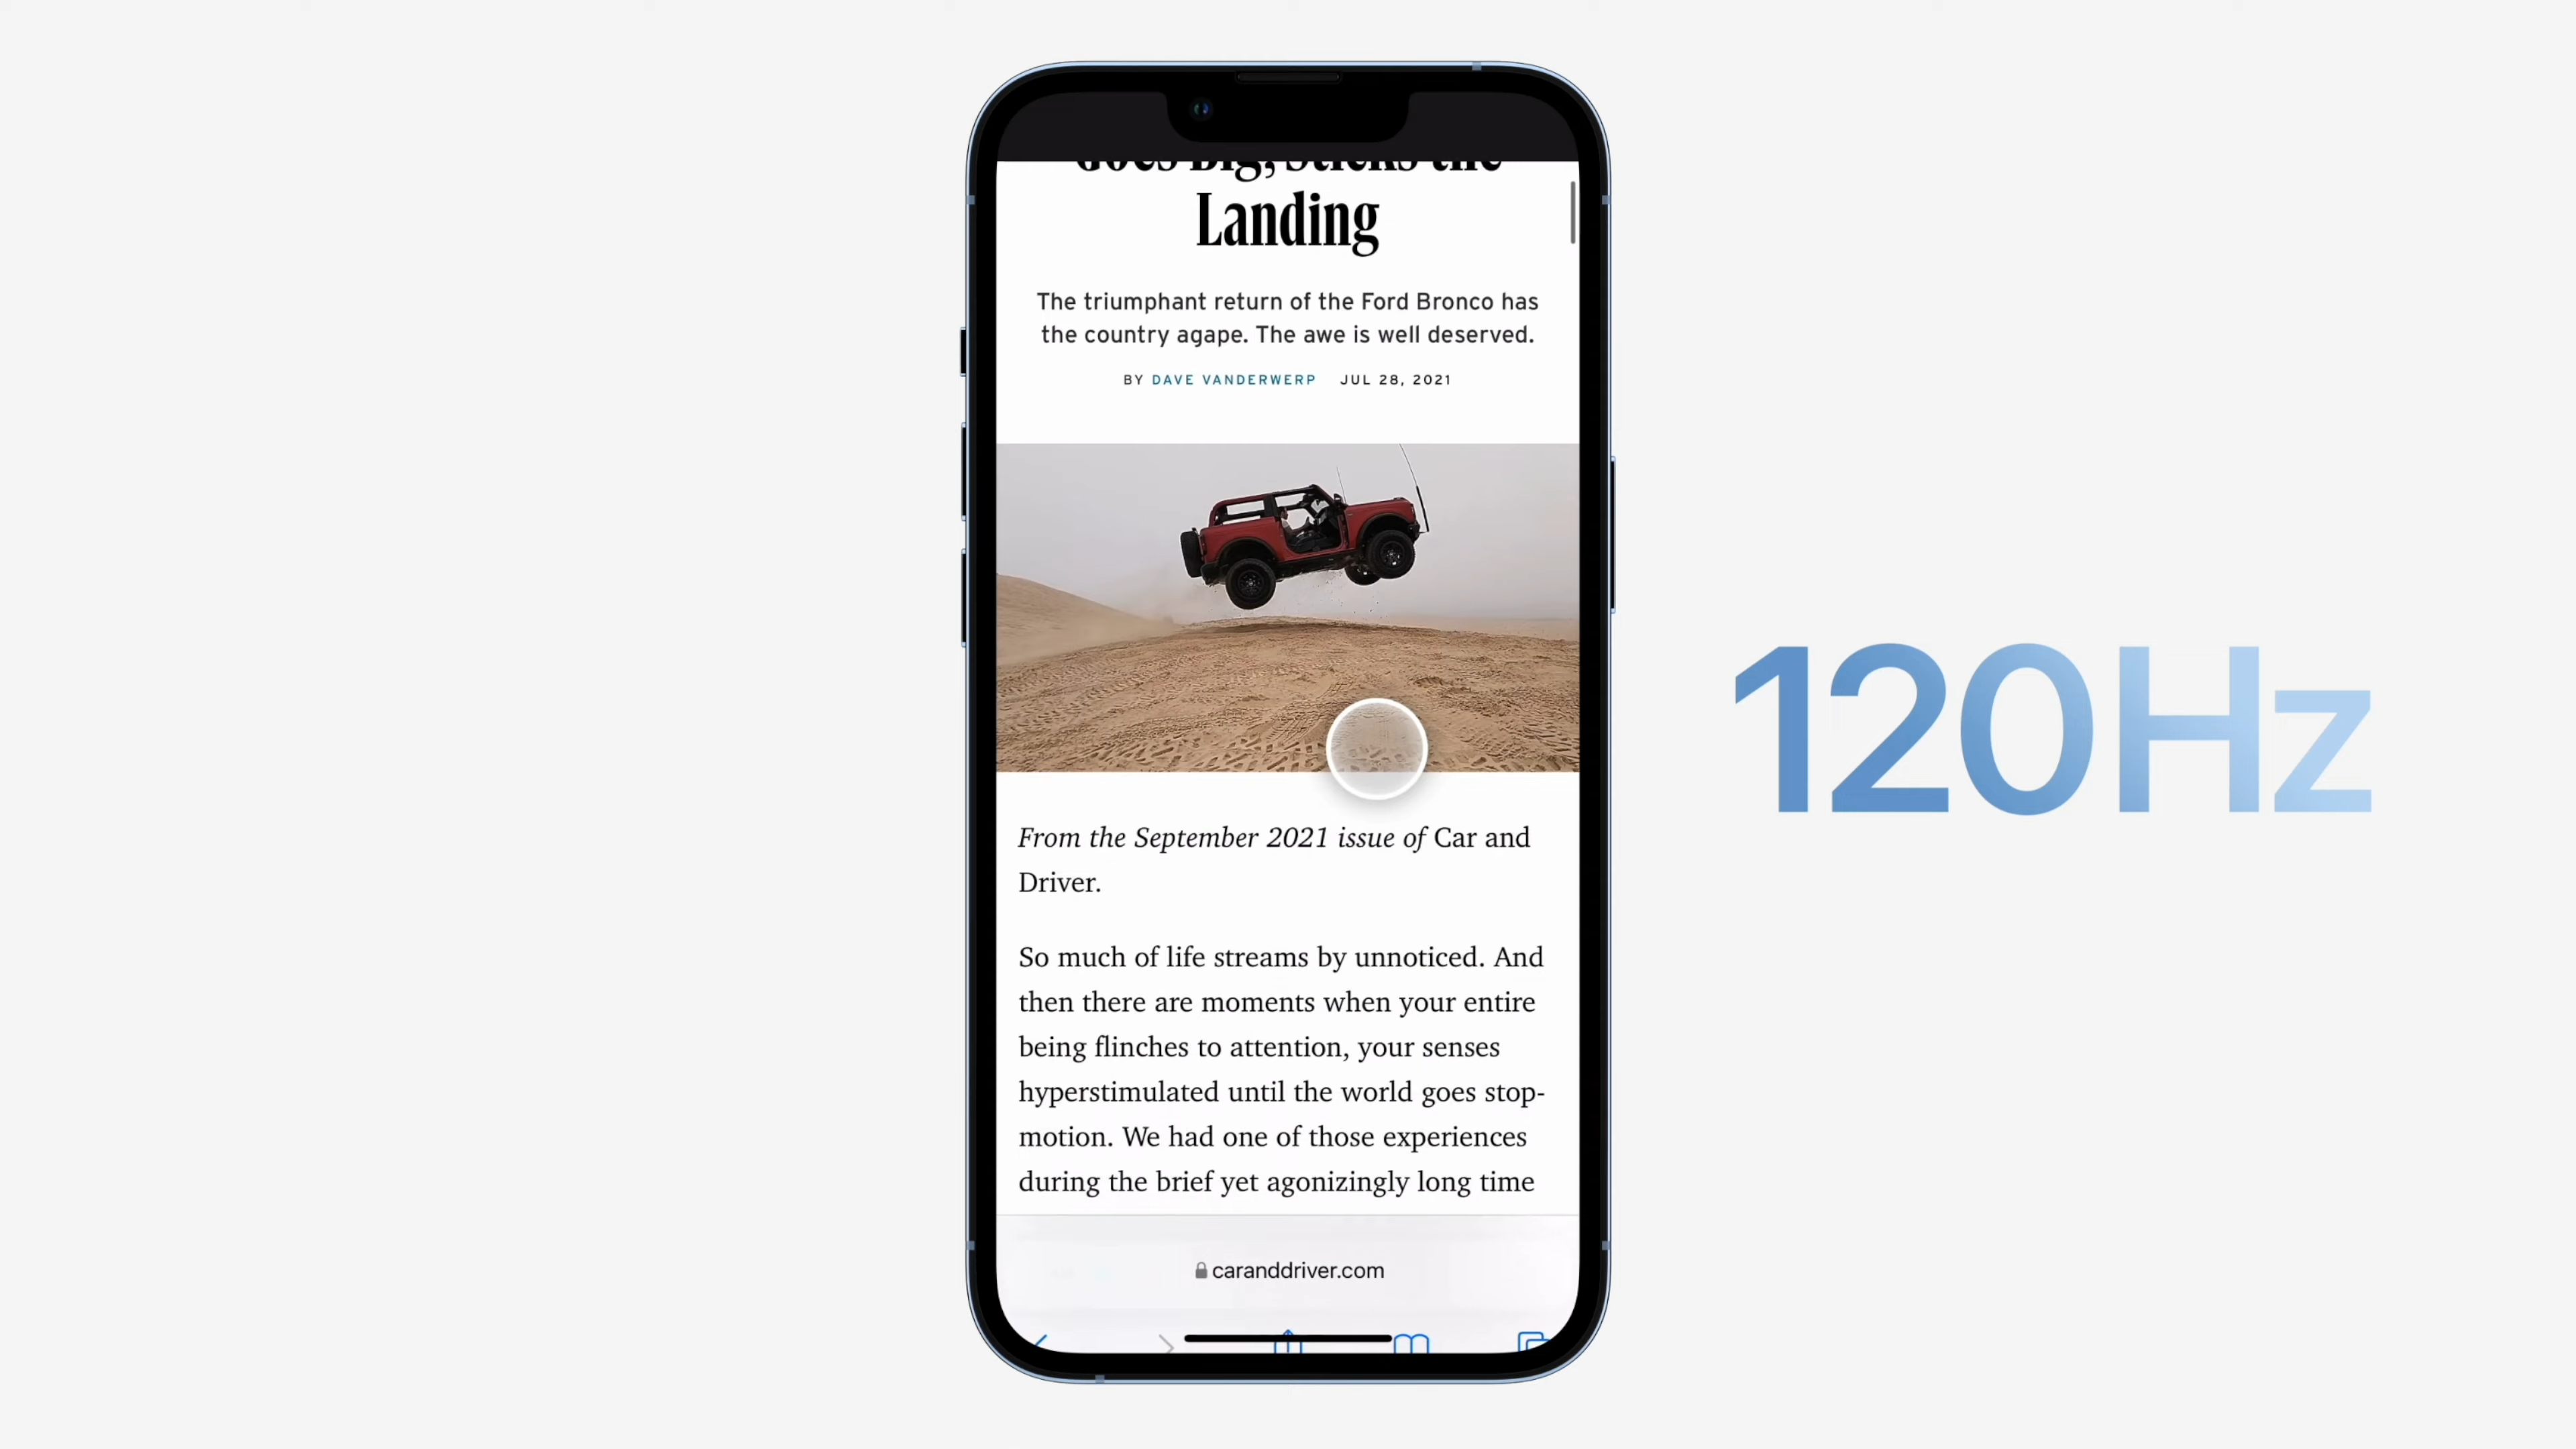 Goes Big, Sticks the
Landing
The triumphant return of the Ford Bronco has
the country agape. The awe is well deserved.
BY DAVE VANDERWERP JUL 28, 2021
120Hz
From the September 2021 issue of Car and
Driver.
So much of life streams by unnoticed. And
then there are moments when your entire
being flinches to attention, your senses
hyperstimulated until the world goes stop-
motion. We had one of those experiences
during the brief yet agonizingly long time
caranddriver.com